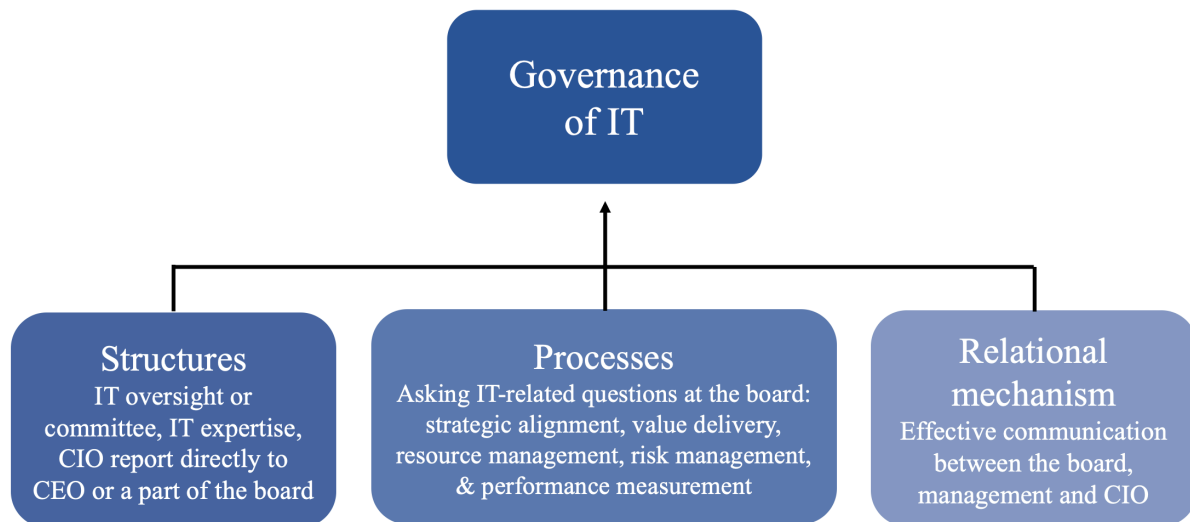 Governance
of IT
Structures
IT oversight or
committee, IT expertise,
CIO report directly to
CEO or a part of the board
Processes
Asking IT-related questions at the board:
strategic alignment, value delivery,
resource management, risk management,
& performance measurement
Relational
mechanism
Effective communication
between the board,
management and CIO